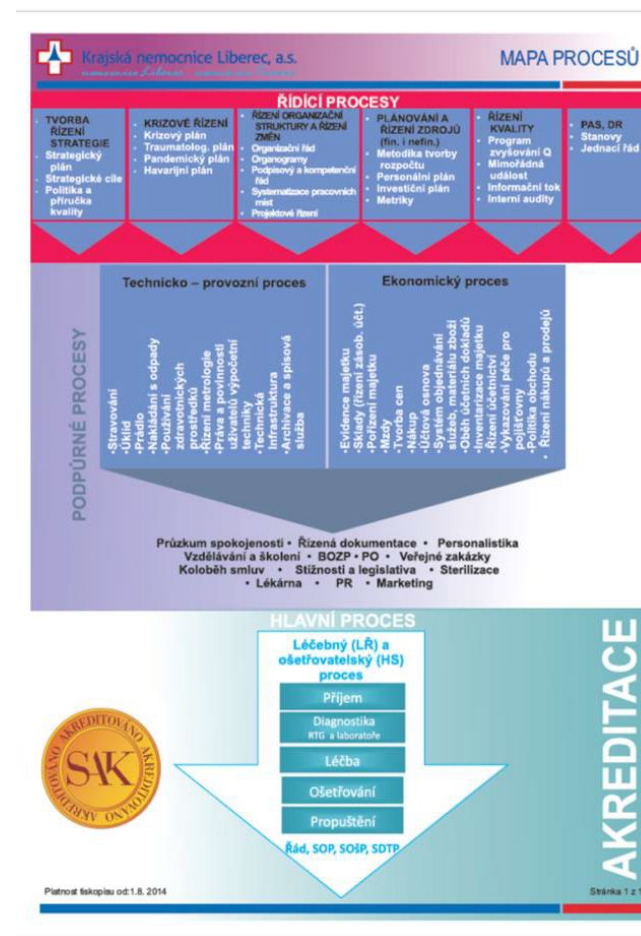 Krajská nemocnice Liberec, a.s.
MAPA PROCESŮ
ŘÍDÍCÍ PROCESY
• TVORBA
ŘÍZENÍ
STRATEGIE
• Strategický
plán
• Strategické cíle
• Politika a
příručka
kvality
• KRIZOVÉ ŘÍZENÍ
• Krizový plán
• Traumatolog. plán
• Pandemický plán
• Havarijní plán
• ŘÍZENÍ ORGANIZAČNÍ
STRUKTURY A ŘÍZENÍ
ZMĚN
• Organizační řád
• Organogramy
• Podpisový a kompetenční
řád
• Systematizace pracovních
míst
• Projektové řízení
• PLÁNOVÁNÍ A
ŘÍZENÍ ZDROJŮ
(fin. i nefin.)
• Metodika tvorby
rozpočtu
• Personální plán
• Investiční plán
• Metriky
• ŘÍZENÍ
KVALITY
• Program
zvyšování Q
• Mimořádná
událost
• Informační tok
• Interní audity
• PAS, DR
• Stanovy
• Jednací řád
PODPŮRNÉ PROCESY
Technicko – provozní proces
•Stravování
•Úklid
•Prádlo
•Nakládání s odpady
•Používání
zdravotnických
prostředků
•Řízení metrologie
•Práva a povinnosti
uživatelů výpočetní
techniky
•Technická
Infrastruktura
•Archivace a spisová
služba
Ekonomický proces
•Evidence majetku
•Sklady (řízení zásob. účt.)
•Pořízení majetku
•Mzdy
•Tvorba cen
•Nákup
•Účtová osnova
•Systém objednávání
služeb, materiálu zboží
•Oběh účetních dokladů
•Inventarizace majetku
•Řízení účetnictví
•Vykazování péče pro
pojišťovny
•Politika obchodu
• Řízení nákupů a prodejů
Průzkum spokojenosti • Řízená dokumentace • Personalistika
Vzdělávání a školení • BOZP • PO • Veřejné zakázky
Koloběh smluv • Stížnosti a legislativa • Sterilizace
• Lékárna • PR • Marketing
HLAVNÍ PROCES
Léčebný (LŘ) a
ošetřovatelský (HS)
proces
Příjem
Diagnostika
RTG a laboratoře
Léčba
Ošetřování
Propuštění
Řád, SOP, SOšP, SDTP
AKREDITOVÁNO AKREDITOVÁNO AKREDITOVÁNO
SAK
AKREDITACE
Platnost tiskopisu od:1.8. 2014
Stránka 1 z 1